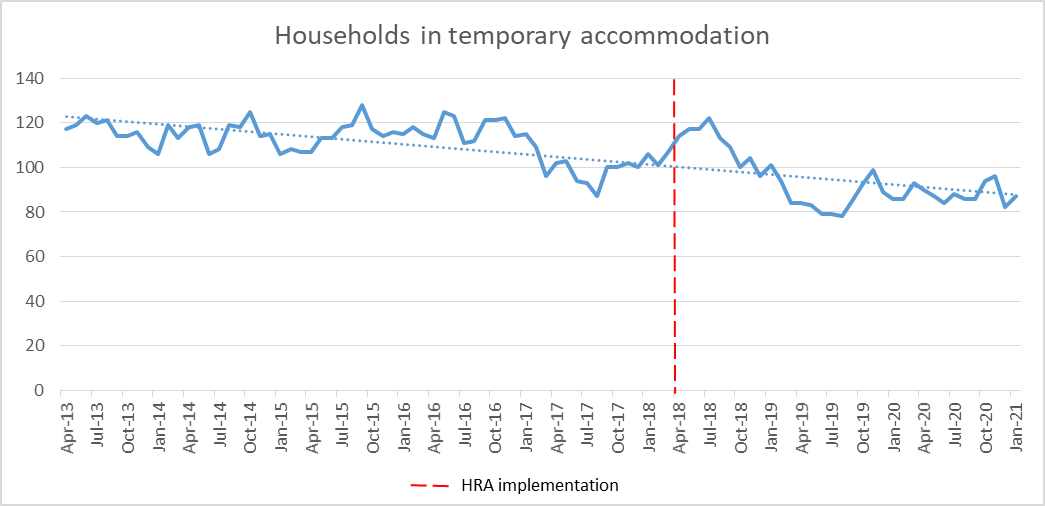 Households in temporary accommodation
140
120
100
80
60
40
20
0
Apr-13
Jul-13
Oct-13
Jan-14
Apr-14
Jul-14
Oct-14
Jan-15
Apr-15
Jul-15
Oct-15
Jan-16
Apr-16
Jul-16
Oct-16
Jan-17
Apr-17
Jul-17
Oct-17
Jan-18
Apr-18
Jul-18
Oct-18
Jan-19
Apr-19
Jul-19
Oct-19
Jan-20
Apr-20
Jul-20
Oct-20
Jan-21
HRA implementation